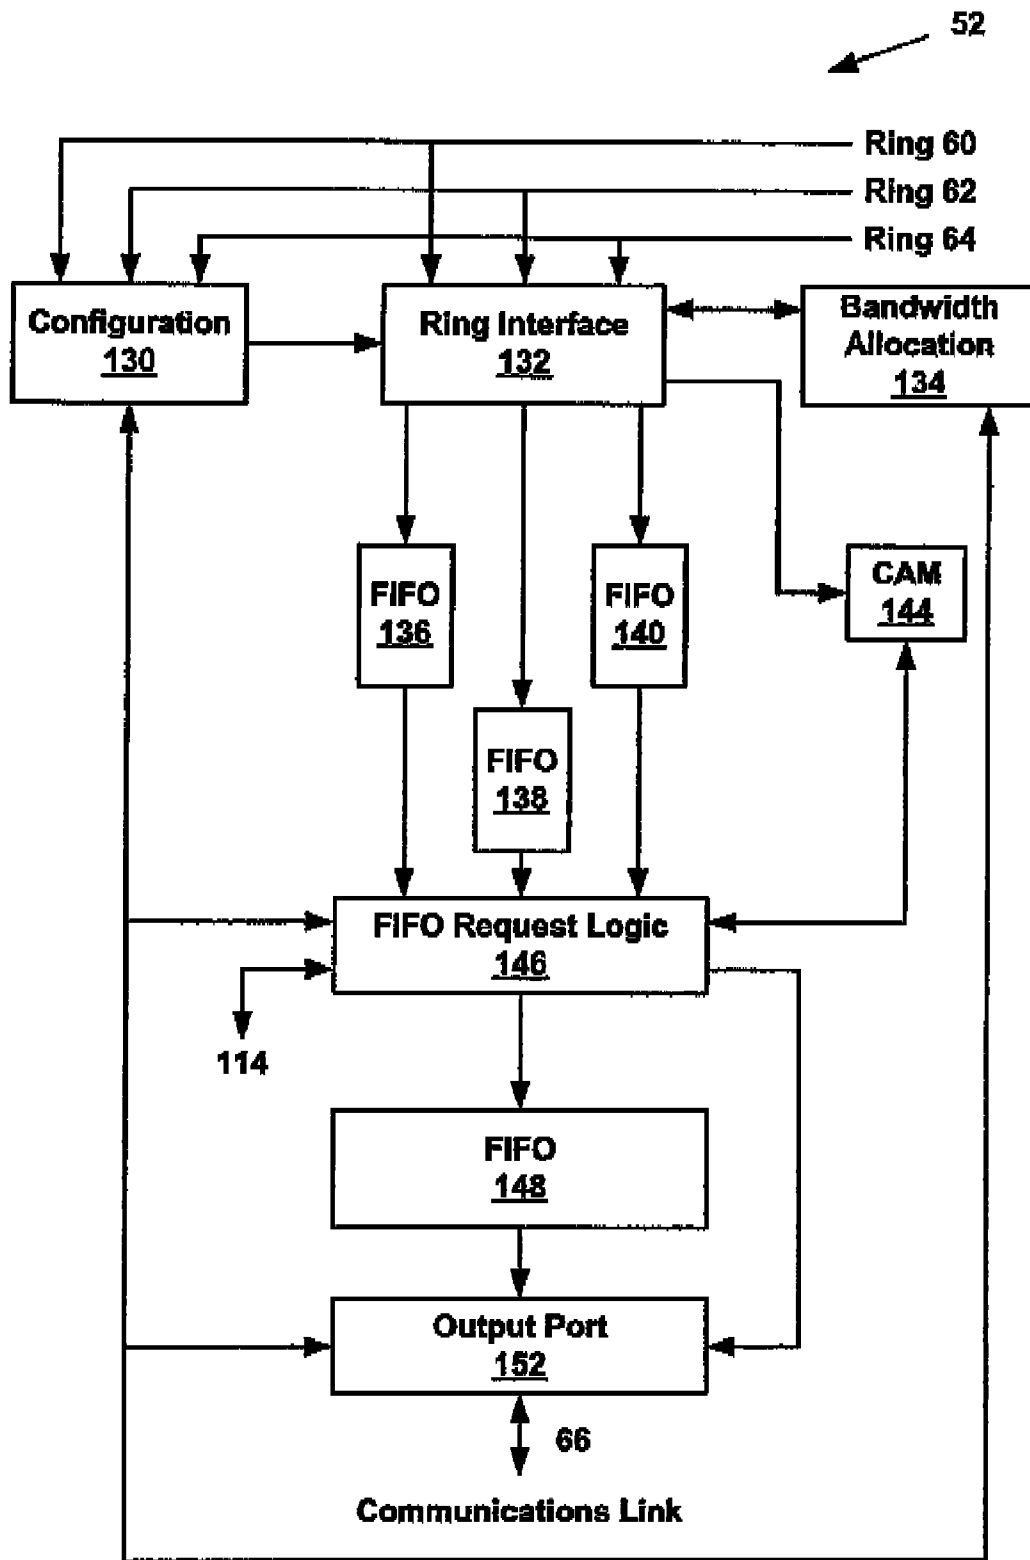 52
Ring 60
Ring 62
Ring 64
Configuration
130
Ring Interface
132
Bandwidth
Allocation
134
FIFO
136
FIFO
140
CAM
144
FIFO
138
FIFO Request Logic
146
114
FIFO
148
Output Port
152
66
Communications Link